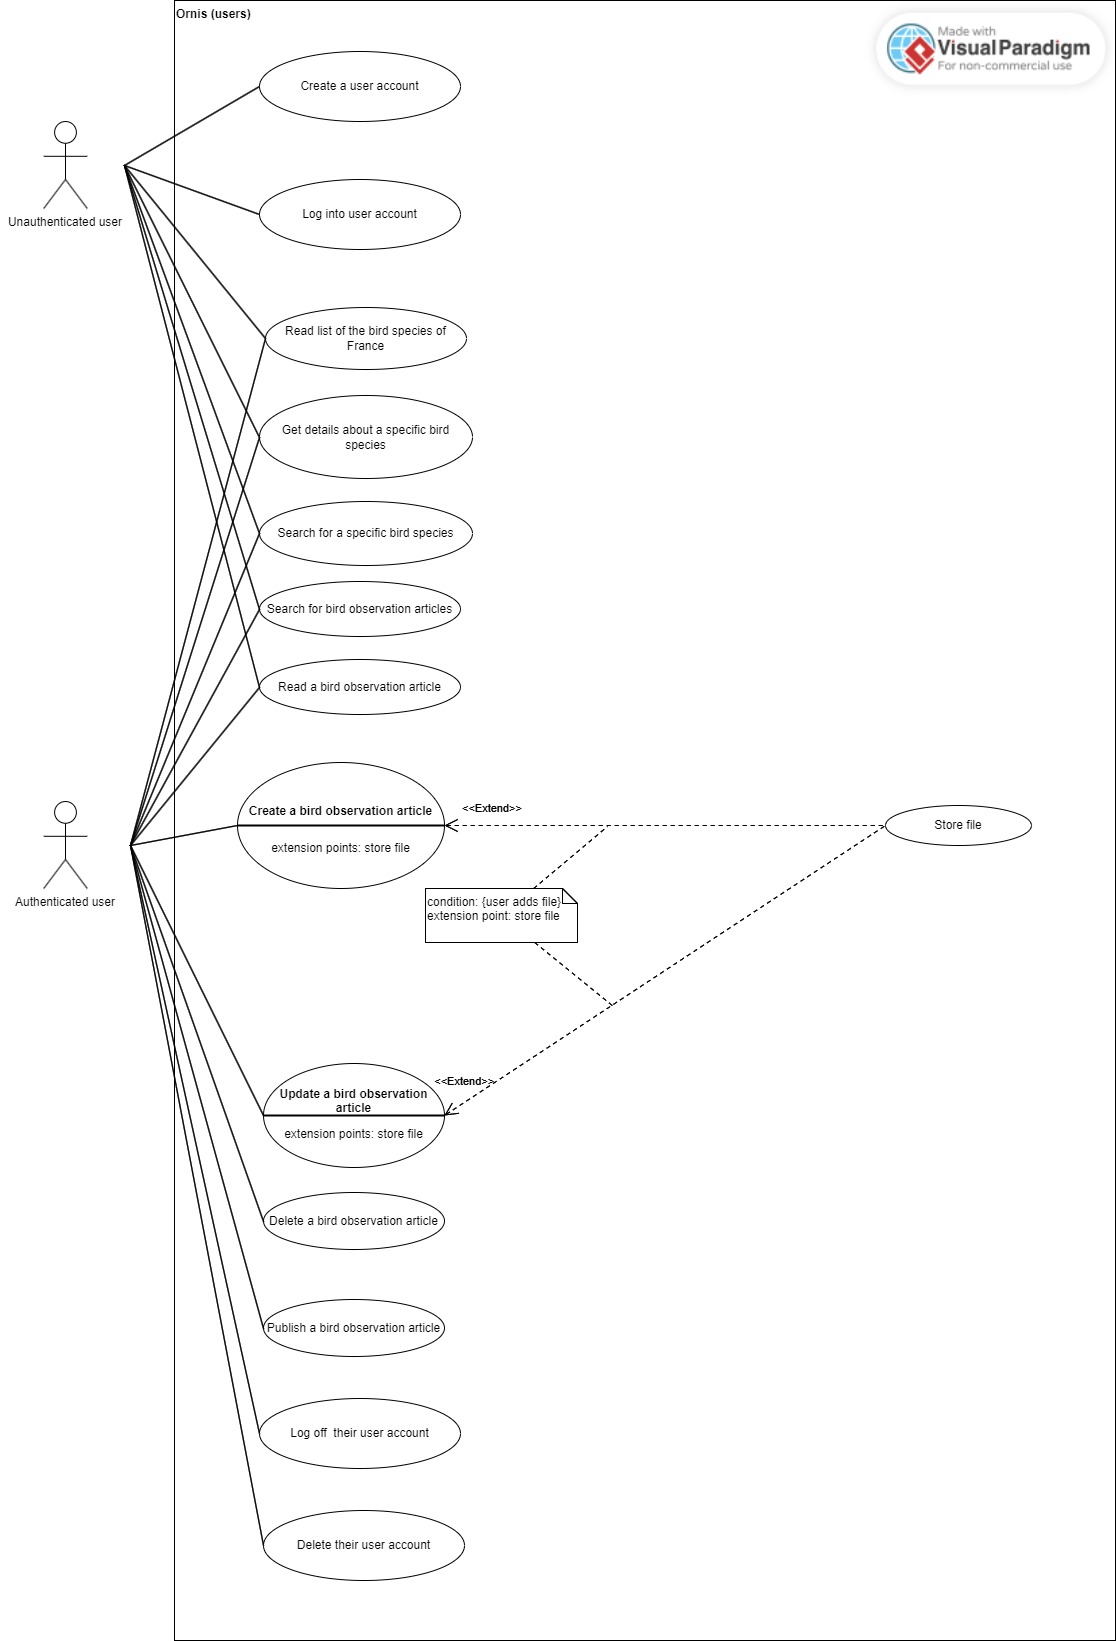 Ornis (users)
Made with
VisualParadigm
For non-commercial use
Create a user account
Unauthenticated user
Log into user account
Read list of the bird species of
France
Get details about a specific bird
species
Search for a specific bird species
Search for bird observation articles
Read a bird observation article
Create a bird observation article
extension points: store file
<<Extend>>
Store file
Authenticated user
condition: {user adds file}
extension point: store file
<<Extend>>
Update a bird observation
article
extension points: store file
Delete a bird observation article
Publish a bird observation article
Log off  their user account
Delete their user account